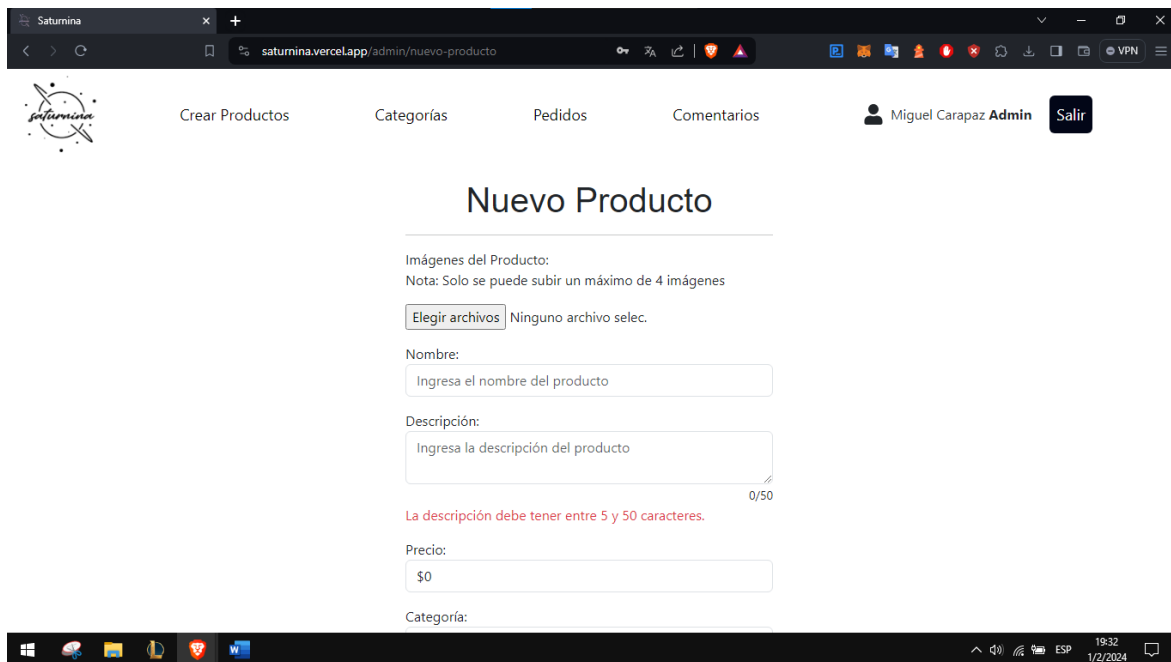 Saturnina
saturnina.vercel.app/admin/nuevo-producto
VPN
saturnina
Crear Productos
Categorías
Pedidos
Comentarios
Miguel Carapaz Admin
Salir
Nuevo Producto
Imágenes del Producto:
Nota: Solo se puede subir un máximo de 4 imágenes
Elegir archivos Ninguno archivo selec.
Nombre:
Ingresa el nombre del producto
Descripción:
Ingresa la descripción del producto
0/50
La descripción debe tener entre 5 y 50 caracteres.
Precio:
$0
Categoría:
ESP
19:32
1/2/2024